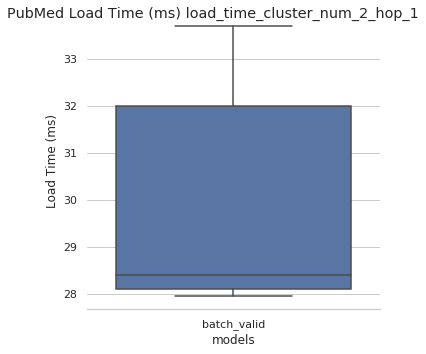 PubMed Load Time (ms) load_time_cluster_num_2_hop_1
33
32
31
30
29
28
Load Time (ms)
batch_valid
models